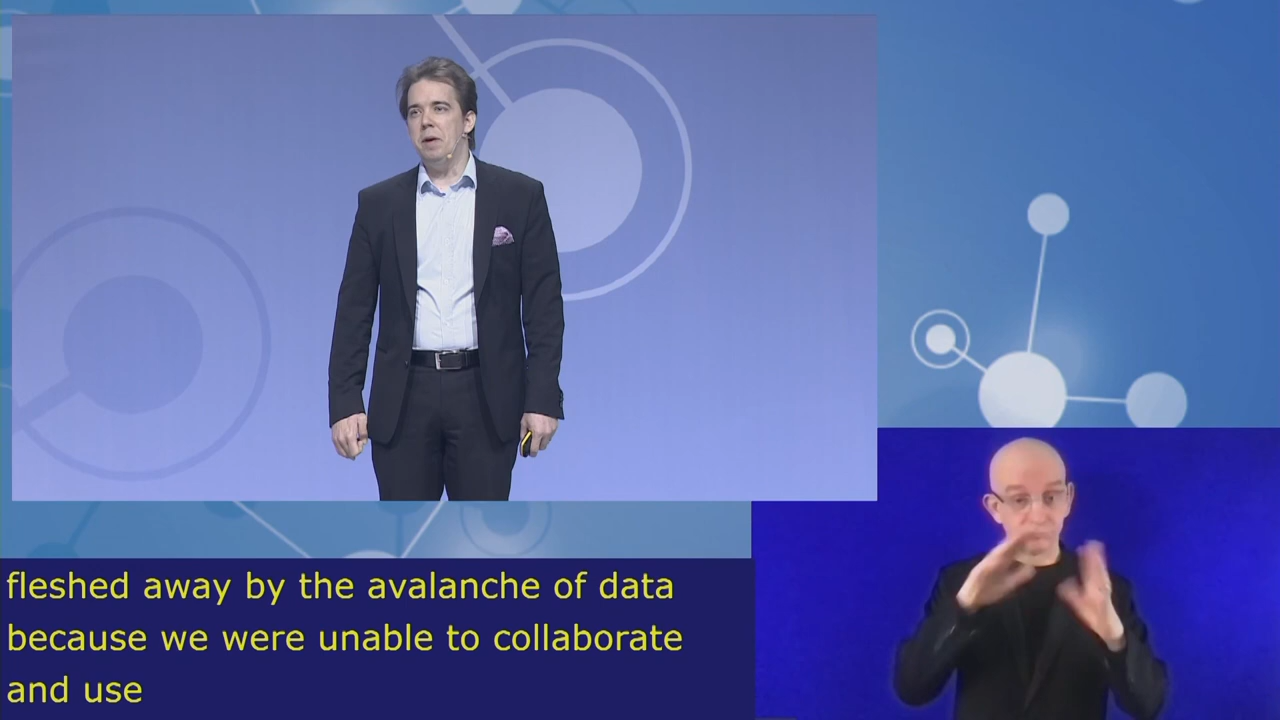 fleshed away by the avalanche of data
because we were unable to collaborate
and use